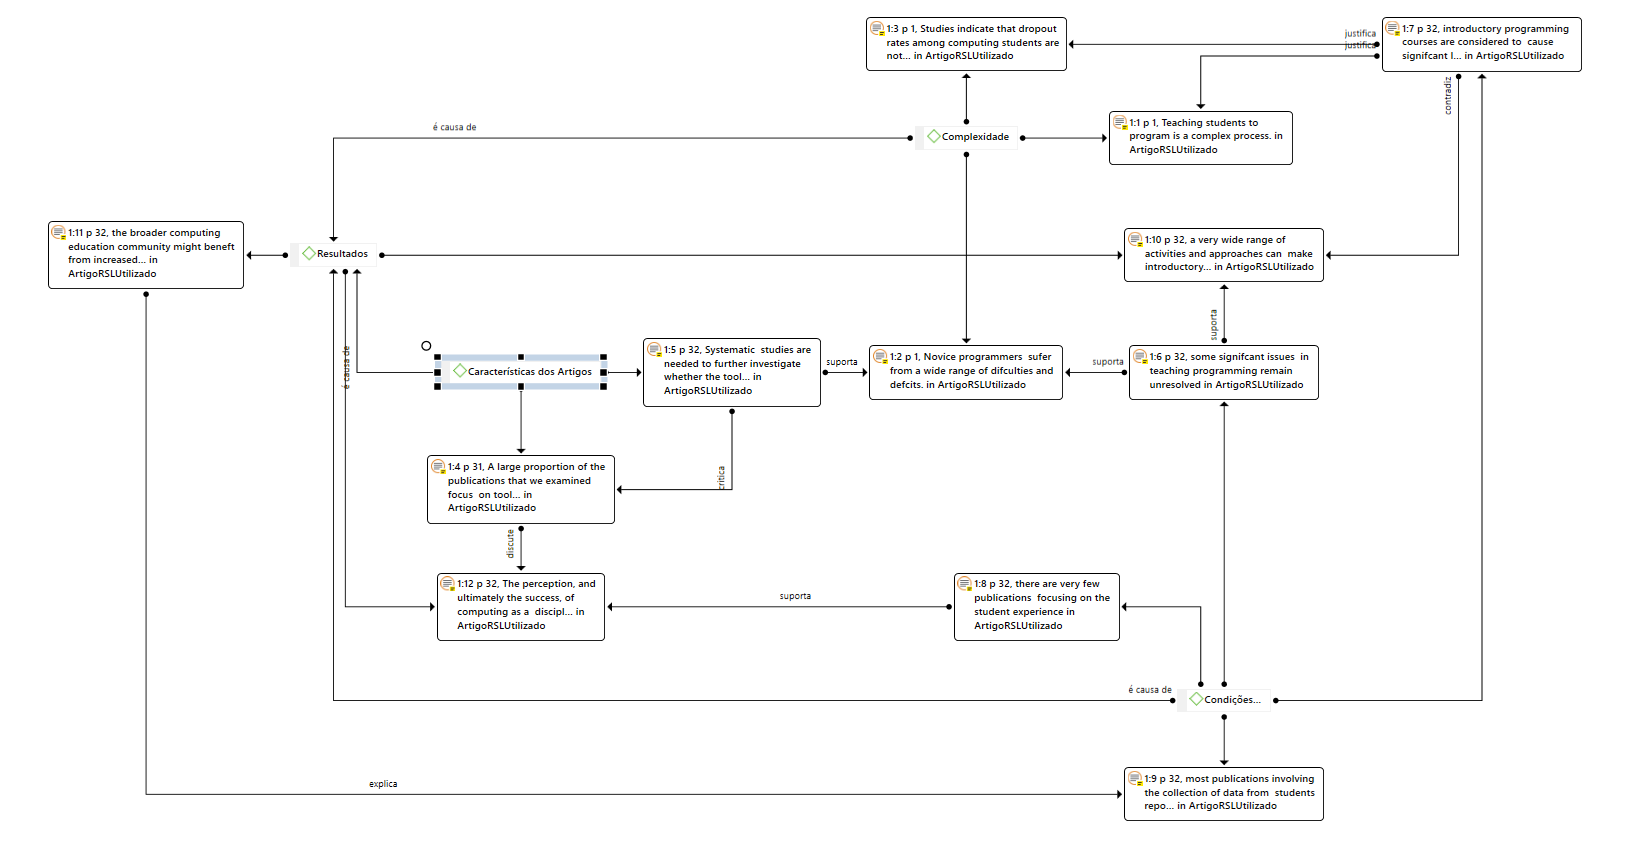 1:3 p 1, Studies indicate that dropout
rates among computing students are
not... in ArtigoRSLUtilizado
justifica
justifica
1:7 p 32, introductory programming
courses are considered to cause
signifcant l... in ArtigoRSLUtilizado
contradiz
é causa de
Complexidade
1:1 p 1, Teaching students to
program is a complex process. in
ArtigoRSLUtilizado
1:11 p 32, the broader computing
education community might beneft
from increased... in
ArtigoRSLUtilizado
Resultados
1:10 p 32, a very wide range of
activities and approaches can make
introductory... in ArtigoRSLUtilizado
suporta
é causa de
Características dos Artigos
1:5 p 32, Systematic studies are
needed to further investigate
whether the tool... in
ArtigoRSLUtilizado
suporta
1:2 p 1, Novice programmers sufer
from a wide range of difculties and
defcits. in ArtigoRSLUtilizado
suporta
1:6 p 32, some signifcant issues in
teaching programming remain
unresolved in ArtigoRSLUtilizado
crítica
1:4 p 31, A large proportion of the
publications that we examined
focus on tool... in
ArtigoRSLUtilizado
discute
1:12 p 32, The perception, and
ultimately the success, of
computing as a discipl... in
ArtigoRSLUtilizado
suporta
1:8 p 32, there are very few
publications focusing on the
student experience in
ArtigoRSLUtilizado
é causa de
Condições...
explica
1:9 p 32, most publications involving
the collection of data from students
repo... in ArtigoRSLUtilizado